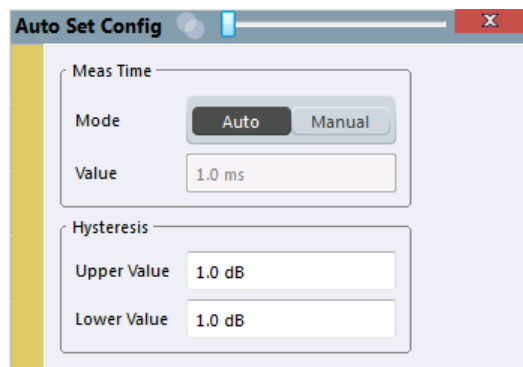 Auto Set Config
X
Meas Time
Mode Auto Manual
Value 1.0 ms
Hysteresis
Upper Value 1.0 dB
Lower Value 1.0 dB